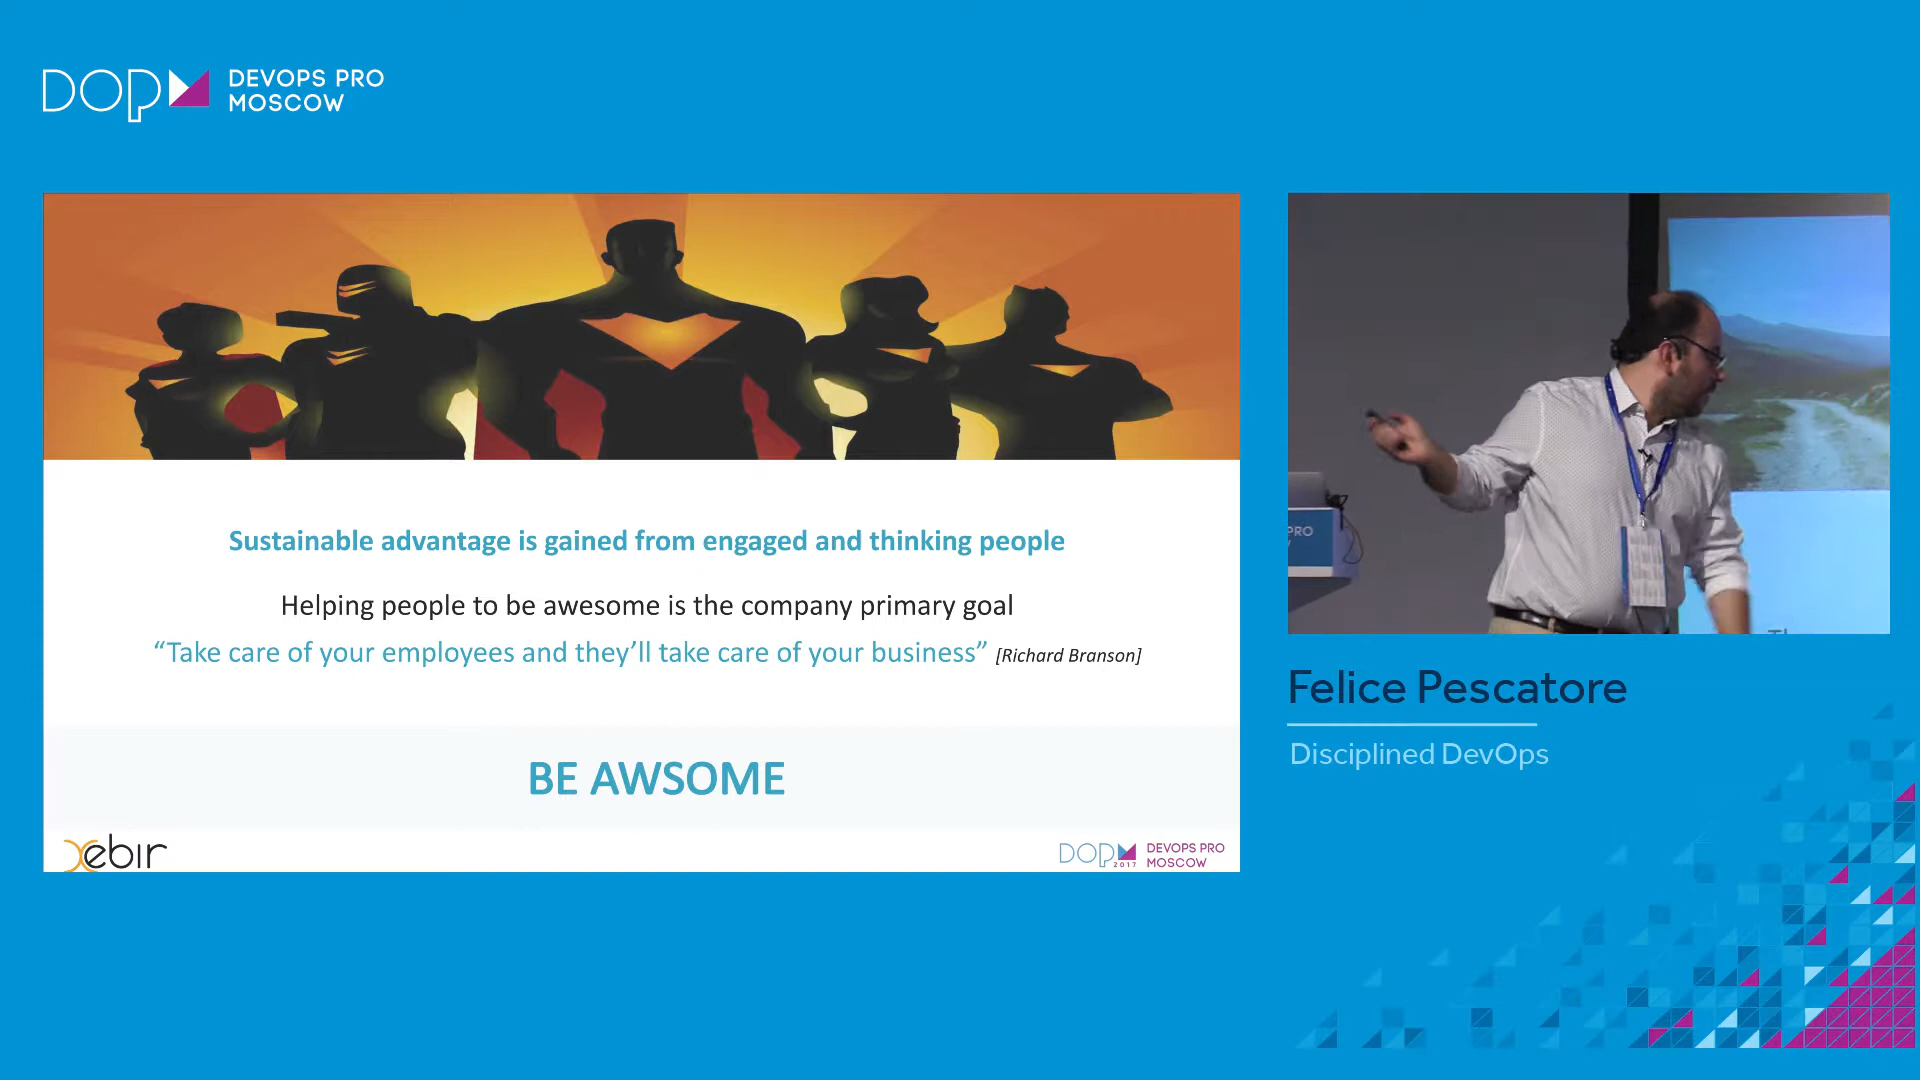 DOP DEVOPS PRO
MOSCOW
Sustainable advantage is gained from engaged and thinking people
Helping people to be awesome is the company primary goal
“Take care of your employees and they’ll take care of your business” [Richard Branson]
BE AWSOME
xebir
DOP 2017 DEVOPS PRO
MOSCOW
PRO
Felice Pescatore
Disciplined DevOps